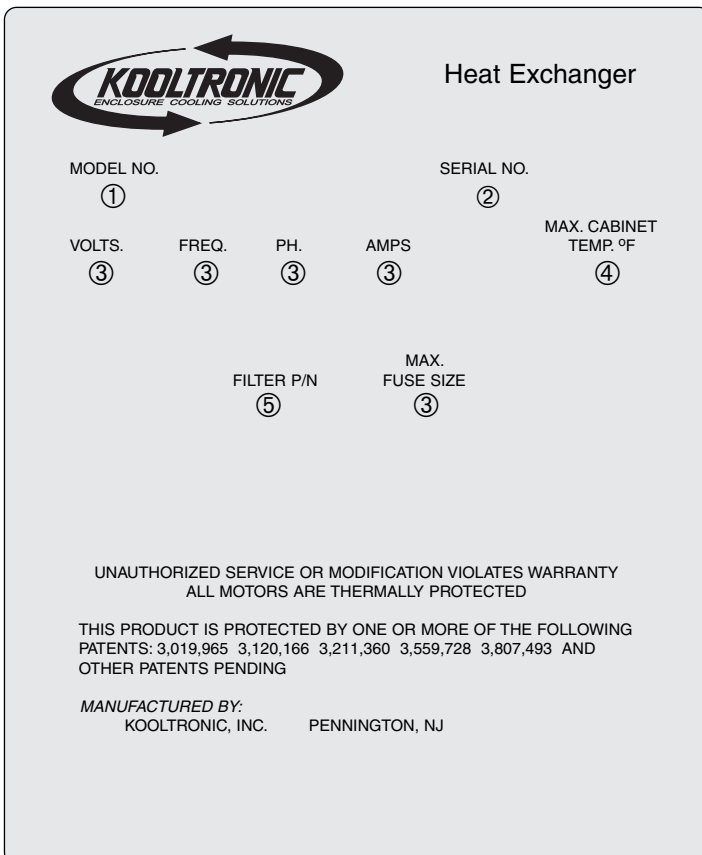 KOOLTRONIC
ENCLOSURE COOLING SOLUTIONS
Heat Exchanger
MODEL NO. SERIAL NO.
① ②
MAX. CABINET
VOLTS. FREQ. PH. AMPS TEMP. ºF
③ ③ ③ ③ ④
MAX.
FILTER P/N FUSE SIZE
⑤ ③
UNAUTHORIZED SERVICE OR MODIFICATION VIOLATES WARRANTY
ALL MOTORS ARE THERMALLY PROTECTED
THIS PRODUCT IS PROTECTED BY ONE OR MORE OF THE FOLLOWING
PATENTS: 3,019,965 3,120,166 3,211,360 3,559,728 3,807,493 AND
OTHER PATENTS PENDING
MANUFACTURED BY:
KOOLTRONIC, INC. PENNINGTON, NJ